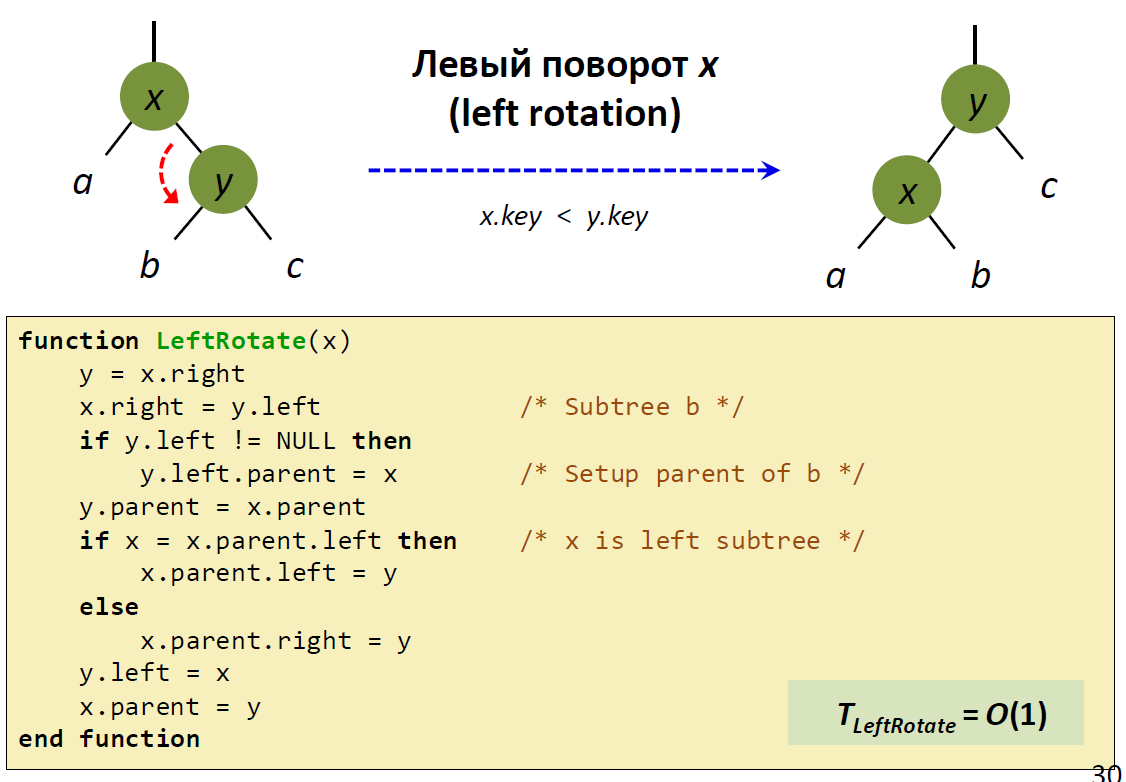 x
y
a
b
c
Левый поворот x
(left rotation)
x.key < y.key
y
x
c
a
b
function LeftRotate(x)
    y = x.right
    x.right = y.left /* Subtree b */
    if y.left != NULL then
        y.left.parent = x /* Setup parent of b */
    y.parent = x.parent
    if x = x.parent.left then /* x is left subtree */
        x.parent.left = y
    else
        x.parent.right = y
    y.left = x
    x.parent = y
end function
TLeftRotate = O(1)
30